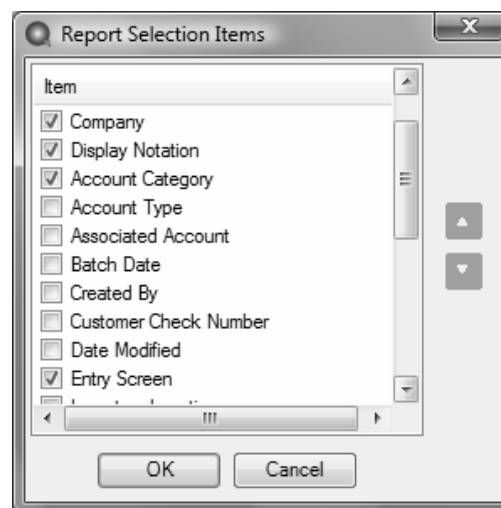 Report Selection Items
Item
Company
Display Notation
Account Category
Account Type
Associated Account
Batch Date
Created By
Customer Check Number
Date Modified
Entry Screen
OK
Cancel